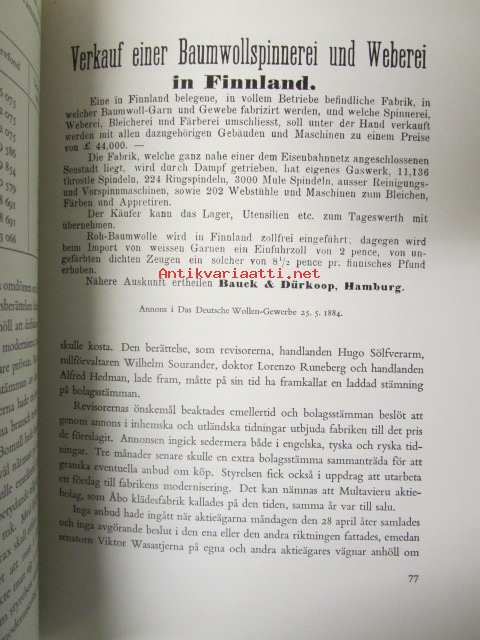 Verkauf einer Baumwollspinnerei und Weberei
in Finnland.
Eine in Finnland belegene, in vollem Betriebe befindliche Fabrik, in
welcher Baumwoll-Garn und Gewebe fabrizirt werden, und welche Spinnerei,
Weberei, Bleicherei und Färberei umschliesst, soll unter der Hand verkauft
werden mit allen dazugehörigen Gebäuden und Maschinen zu einem Preise
von £ 44,000. —
Die Fabrik, welche ganz nahe einer dem Eisenbahnetz angeschlossenen
Seestadt liegt, wird durch Dampf getrieben, hat eigenes Gaswerk, 11,136
throstle Spindeln, 224 Ringspindeln, 3000 Mule Spindeln, ausser Reinigungs-
und Vorspinnmaschinen, sowie 202 Webstühle und Maschinen zum Bleichen,
Färben und Appretiren.
Der Käufer kann das Lager, Utensilien etc. zum Tageswerth mit
übernehmen.
Roh-Baumwolle wird in Finnland zollfrei eingeführt, dagegen wird
beim Import von weissen Garnen ein Einfuhrzoll von 2 pence, von un-
gefärbten dichten Zeugen ein solcher von 8½ pence pr. finnisches Pfund
erhoben.
Antikvariaatti.net
Nähere Auskunft ertheilen Bauck & Dürkoop, Hamburg.
Annons i Das Deutsche Wollen-Gewerbe 25. 5. 1884.
skulle kosta. Den berättelse, som revisorerna, handlanden Hugo Sölfverarm,
nullförvaltaren Wilhelm Sourander, doktor Lorenzo Runeberg och handlanden
Alfred Hedman, lade fram, måtte på sin tid ha framkallat en laddad stämning
på bolagsstämman.
Revisorernas önskemål beaktades emellertid och bolagsstämman beslöt att
genom annons i inhemska och utländska tidningar utbjuda fabriken till det pris
de föreslagit. Annonsen ingick sedermera både i engelska, tyska och ryska tid-
ningar. Tre månader senare skulle en extra bolagsstämma sammanträda för att
granska eventuella anbud om köp. Styrelsen fick också i uppdrag att utarbeta
ett förslag till fabrikens modernisering. Det kan nämnas att Multavieru aktie-
bolag, som Åbo klädesfabrik kallades på den tiden, samma år var till salu.
Inga anbud hade ingått när aktieägarna måndagen den 28 april åter samlades
och inga avgörande beslut i den ena eller andra riktningen fattades, emedan
senatorn Viktor Wasastjerna på egna och andra aktieägares vägnar anhöll om
77